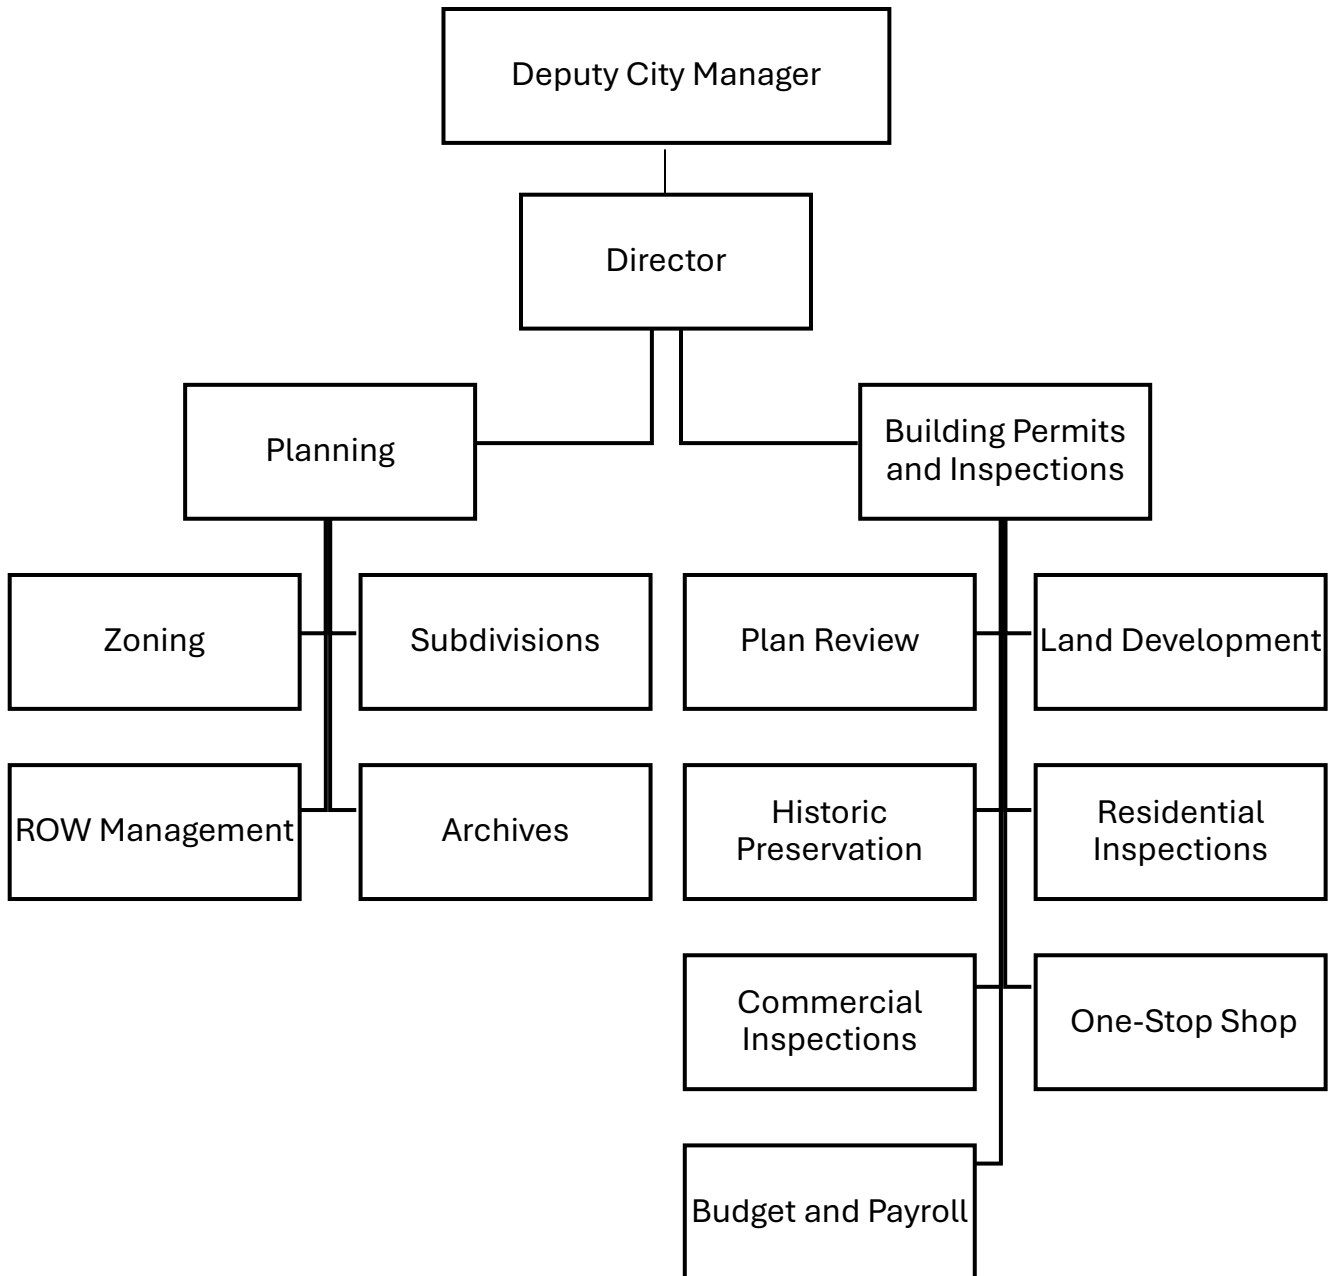 Deputy City Manager
Director
Planning
Building Permits
and Inspections
Zoning
Subdivisions
Plan Review
Land Development
ROW Management
Archives
Historic
Preservation
Residential
Inspections
Commercial
Inspections
One-Stop Shop
Budget and Payroll